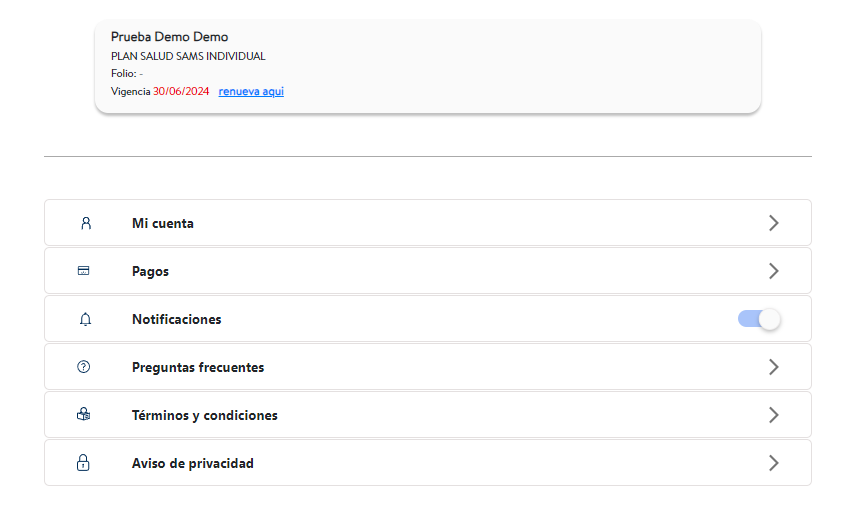 Prueba Demo Demo
PLAN SALUD SAMS INDIVIDUAL
Folio: -
Vigencia 30/06/2024 renueva aqui
Mi cuenta
Pagos
Notificaciones
Preguntas frecuentes
Términos y condiciones
Aviso de privacidad